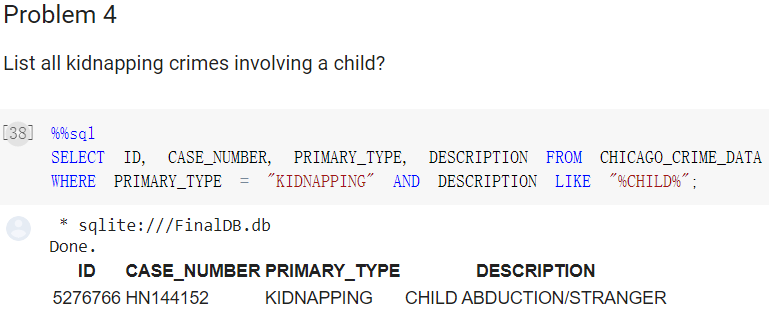 Problem 4
List all kidnapping crimes involving a child?
[38] %%sql
SELECT ID, CASE_NUMBER, PRIMARY_TYPE, DESCRIPTION FROM CHICAGO_CRIME_DATA
WHERE PRIMARY_TYPE = "KIDNAPPING" AND DESCRIPTION LIKE "%CHILD%";
* sqlite:///FinalDB.db
Done.
ID CASE_NUMBER PRIMARY_TYPE DESCRIPTION
5276766 HN144152 KIDNAPPING CHILD ABDUCTION/STRANGER